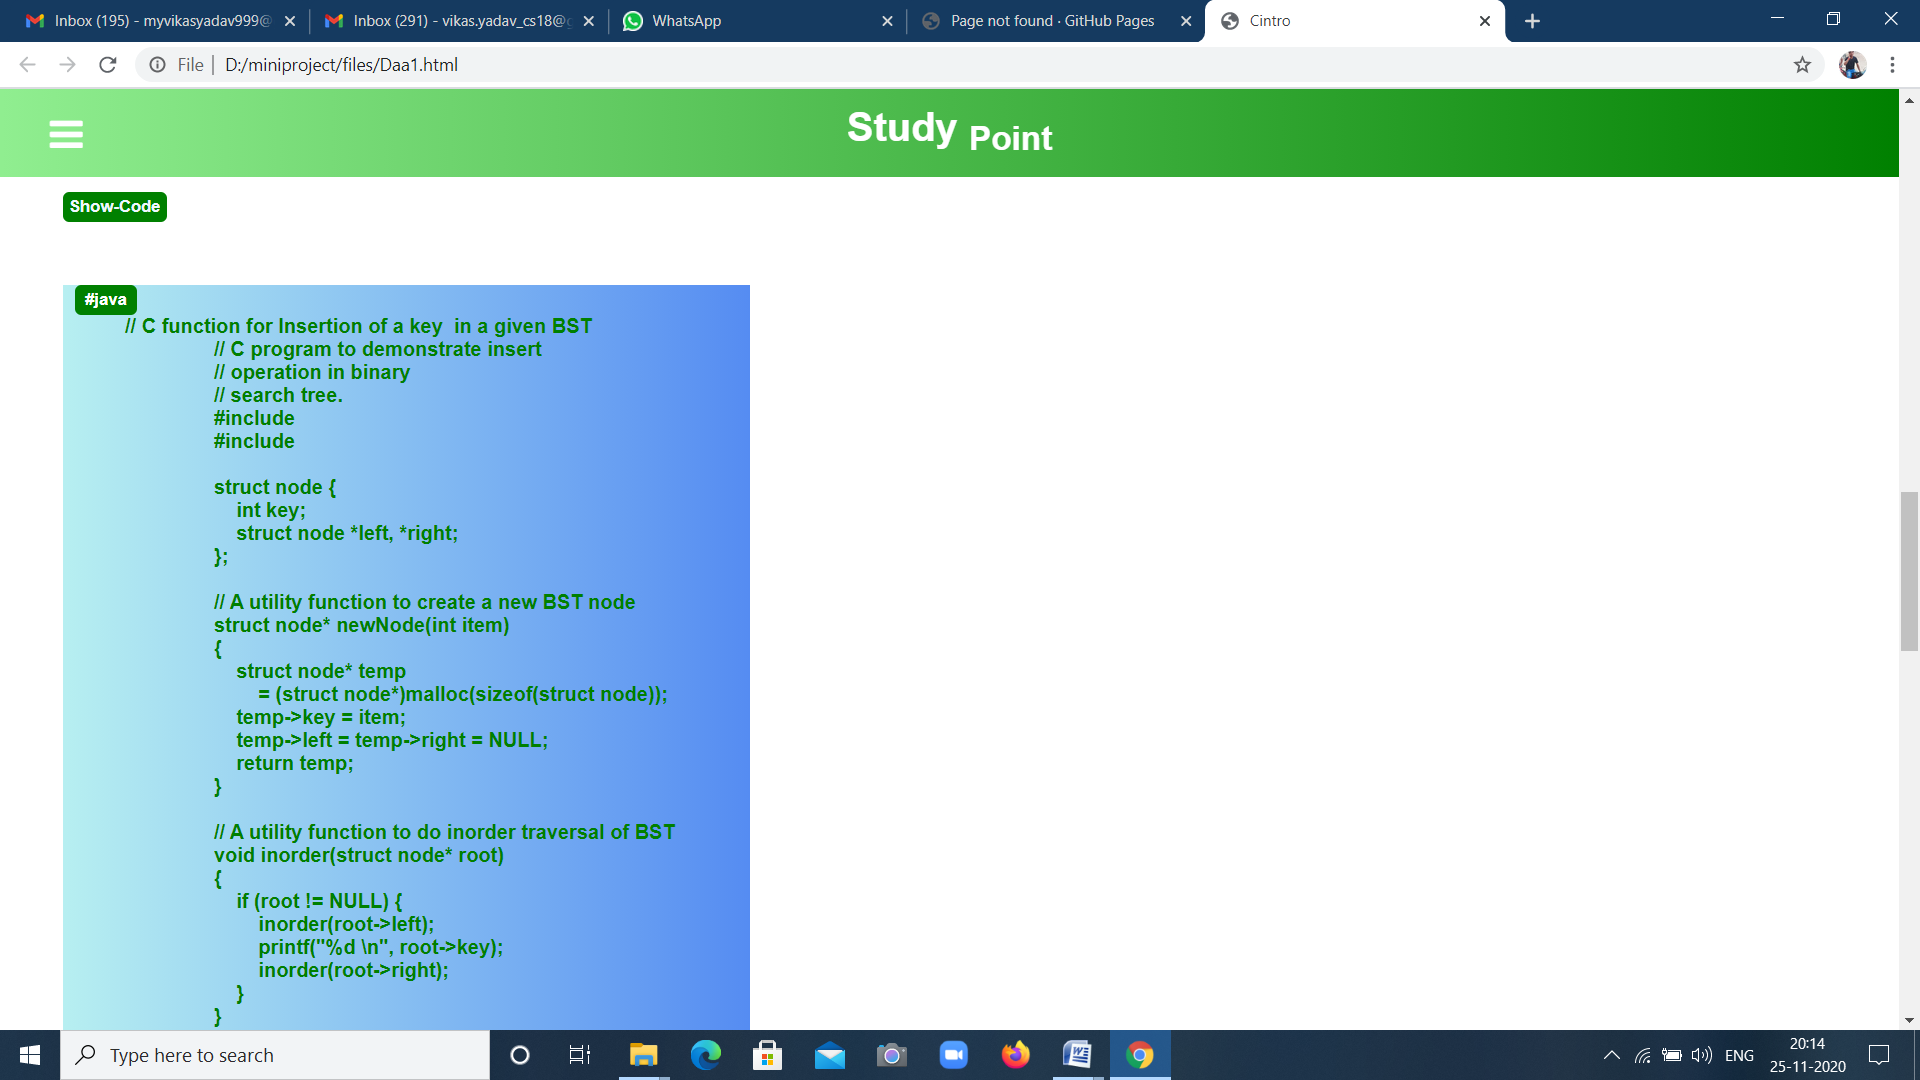 Inbox (195) - myvikasyadav999@
Inbox (291) - vikas.yadav_cs18@
WhatsApp
Page not found · GitHub Pages
Cintro
File
D:/miniproject/files/Daa1.html
Study Point
Show-Code
#java
// C function for Insertion of a key  in a given BST
// C program to demonstrate insert
// operation in binary
// search tree.
#include
#include
struct node {
int key;
struct node *left, *right;
};
// A utility function to create a new BST node
struct node* newNode(int item)
{
struct node* temp
= (struct node*)malloc(sizeof(struct node));
temp->key = item;
temp->left = temp->right = NULL;
return temp;
}
// A utility function to do inorder traversal of BST
void inorder(struct node* root)
{
if (root != NULL) {
inorder(root->left);
printf("%d \n", root->key);
inorder(root->right);
}
}
Type here to search
ENG
20:14
25-11-2020